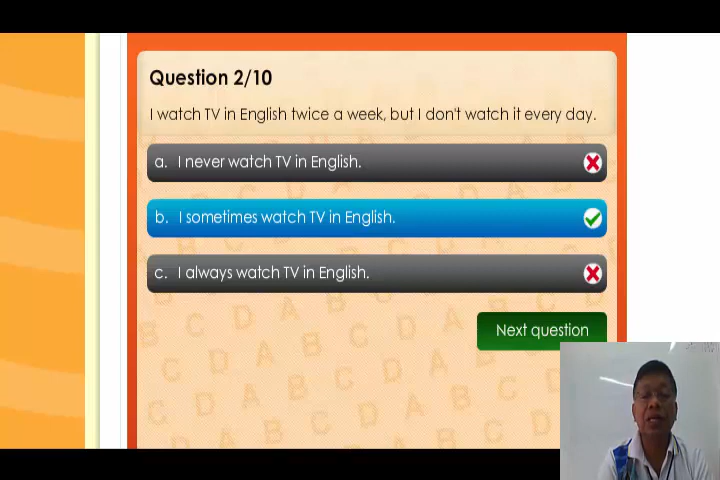 Question 2/10
I watch TV in English twice a week, but I don't watch it every day.
a. I never watch TV in English.
b. I sometimes watch TV in English.
c. I always watch TV in English.
Next question